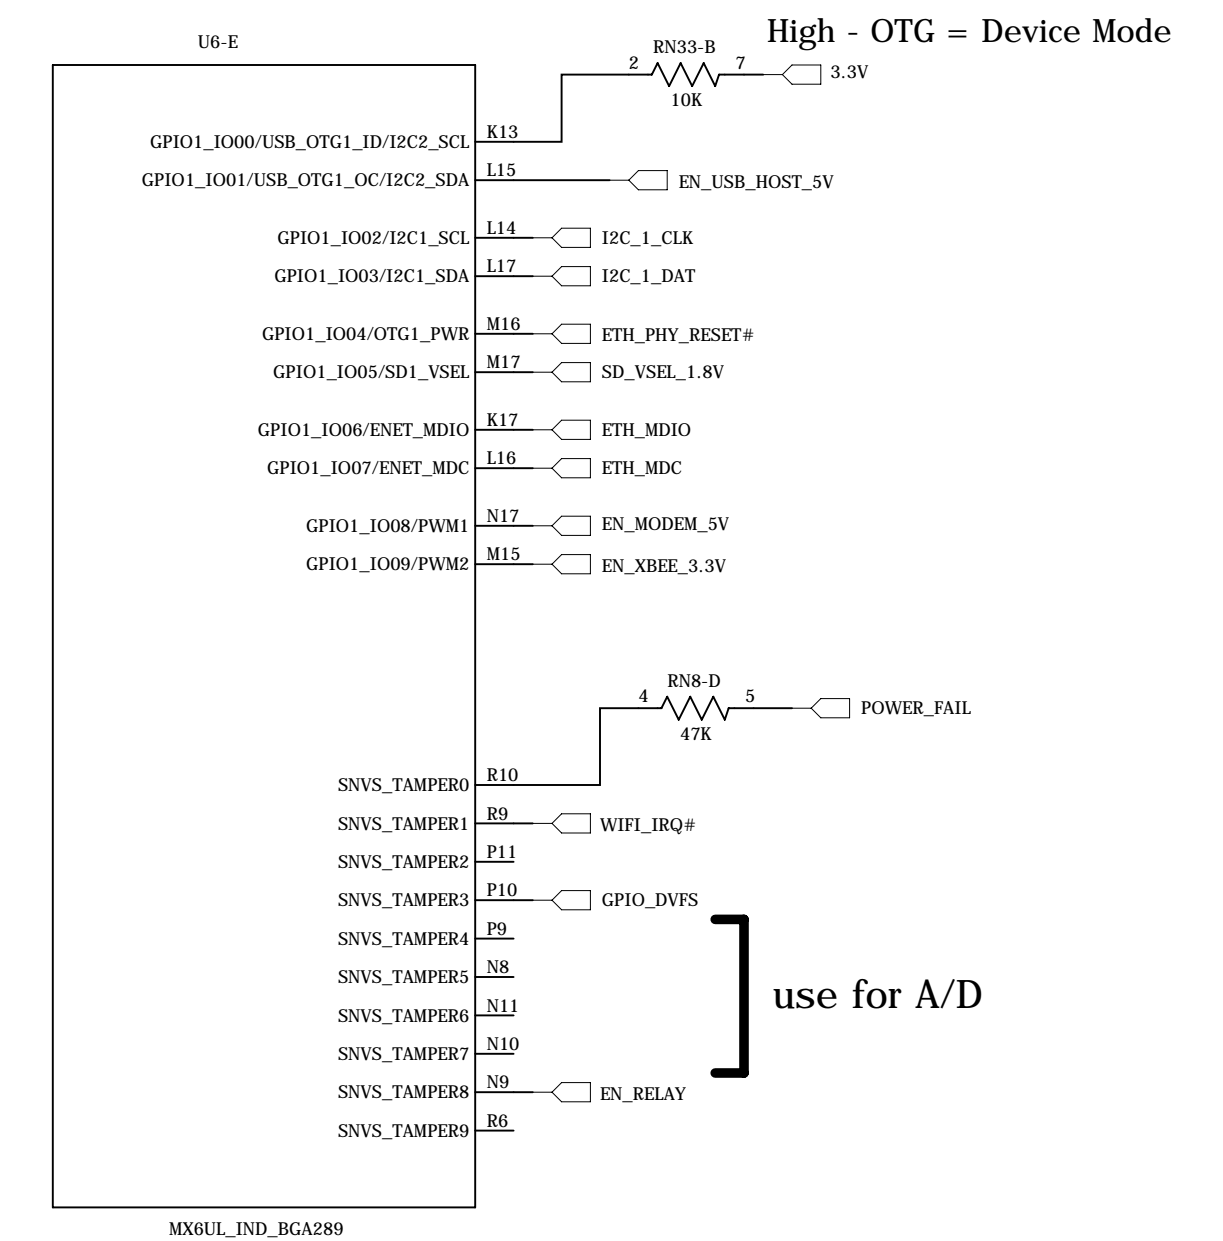 High - OTG = Device Mode
U6-E
RN33-B
2 7 3.3V
10K
GPIO1_IO00/USB_OTG1_ID/I2C2_SCL K13
GPIO1_IO01/USB_OTG1_OC/I2C2_SDA L15 EN_USB_HOST_5V
GPIO1_IO02/I2C1_SCL L14 I2C_1_CLK
GPIO1_IO03/I2C1_SDA L17 I2C_1_DAT
GPIO1_IO04/OTG1_PWR M16 ETH_PHY_RESET#
GPIO1_IO05/SD1_VSEL M17 SD_VSEL_1.8V
GPIO1_IO06/ENET_MDIO K17 ETH_MDIO
GPIO1_IO07/ENET_MDC L16 ETH_MDC
GPIO1_IO08/PWM1 N17 EN_MODEM_5V
GPIO1_IO09/PWM2 M15 EN_XBEE_3.3V
RN8-D
4 5 POWER_FAIL
47K
SNVS_TAMPER0 R10
SNVS_TAMPER1 R9 WIFI_IRQ#
SNVS_TAMPER2 P11
SNVS_TAMPER3 P10 GPIO_DVFS
SNVS_TAMPER4 P9
SNVS_TAMPER5 N8
use for A/D
SNVS_TAMPER6 N11
SNVS_TAMPER7 N10
SNVS_TAMPER8 N9 EN_RELAY
SNVS_TAMPER9 R6
MX6UL_IND_BGA289